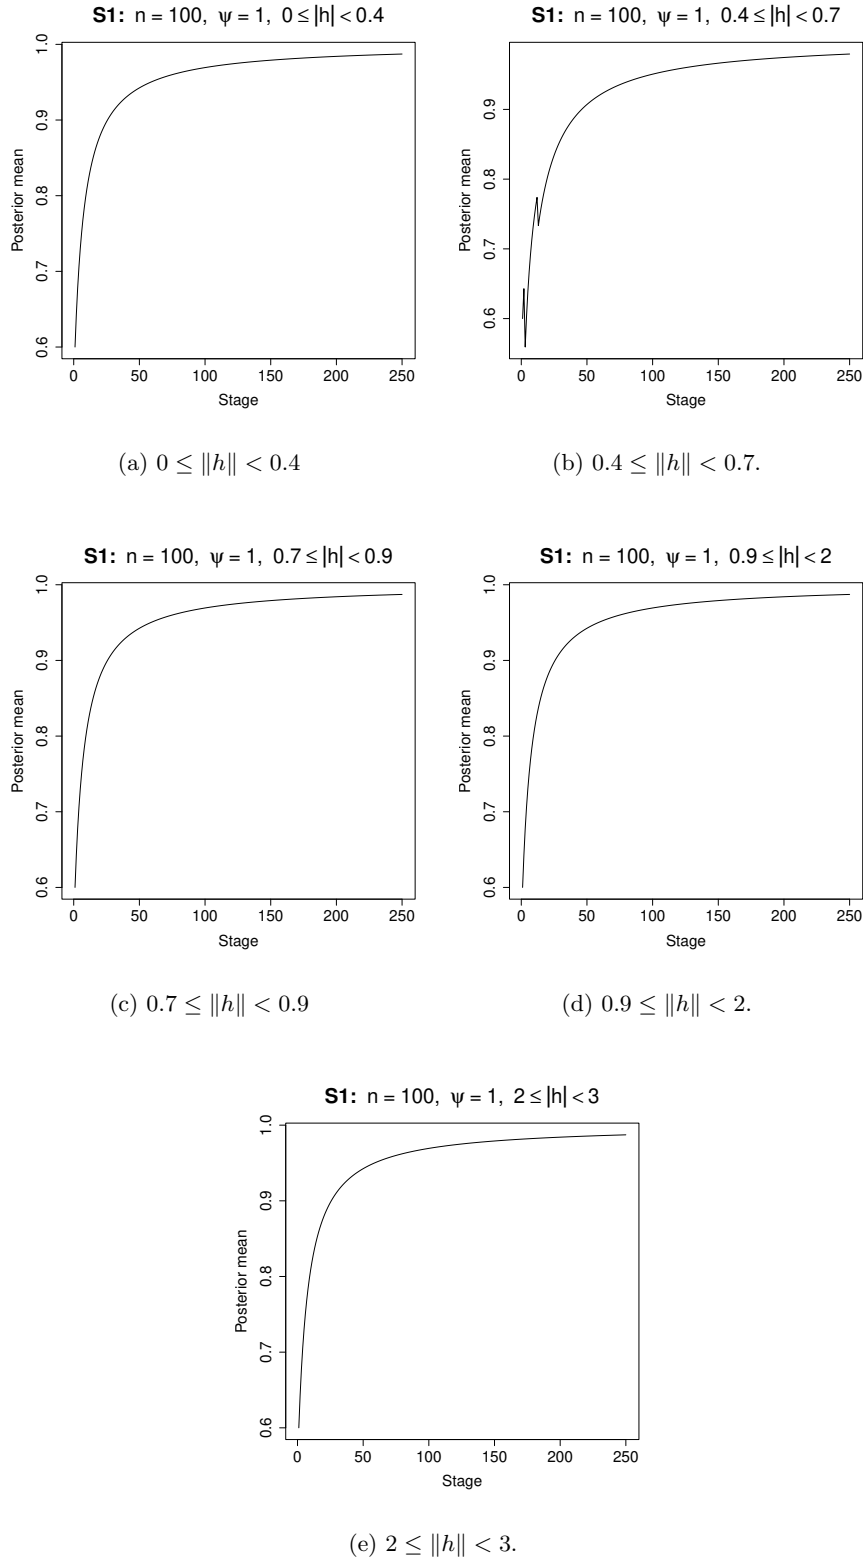 S1: n = 100, ψ = 1, 0 ≤ |h| < 0.4
Posterior mean
0.6 0.7 0.8 0.9 1.0
0 50 100 150 200 250
Stage
(a) 0 ≤ ‖h‖ < 0.4
S1: n = 100, ψ = 1, 0.4 ≤ |h| < 0.7
Posterior mean
0.6 0.7 0.8 0.9
0 50 100 150 200 250
Stage
(b) 0.4 ≤ ‖h‖ < 0.7.
S1: n = 100, ψ = 1, 0.7 ≤ |h| < 0.9
Posterior mean
0.6 0.7 0.8 0.9 1.0
0 50 100 150 200 250
Stage
(c) 0.7 ≤ ‖h‖ < 0.9
S1: n = 100, ψ = 1, 0.9 ≤ |h| < 2
Posterior mean
0.6 0.7 0.8 0.9 1.0
0 50 100 150 200 250
Stage
(d) 0.9 ≤ ‖h‖ < 2.
S1: n = 100, ψ = 1, 2 ≤ |h| < 3
Posterior mean
0.6 0.7 0.8 0.9 1.0
0 50 100 150 200 250
Stage
(e) 2 ≤ ‖h‖ < 3.